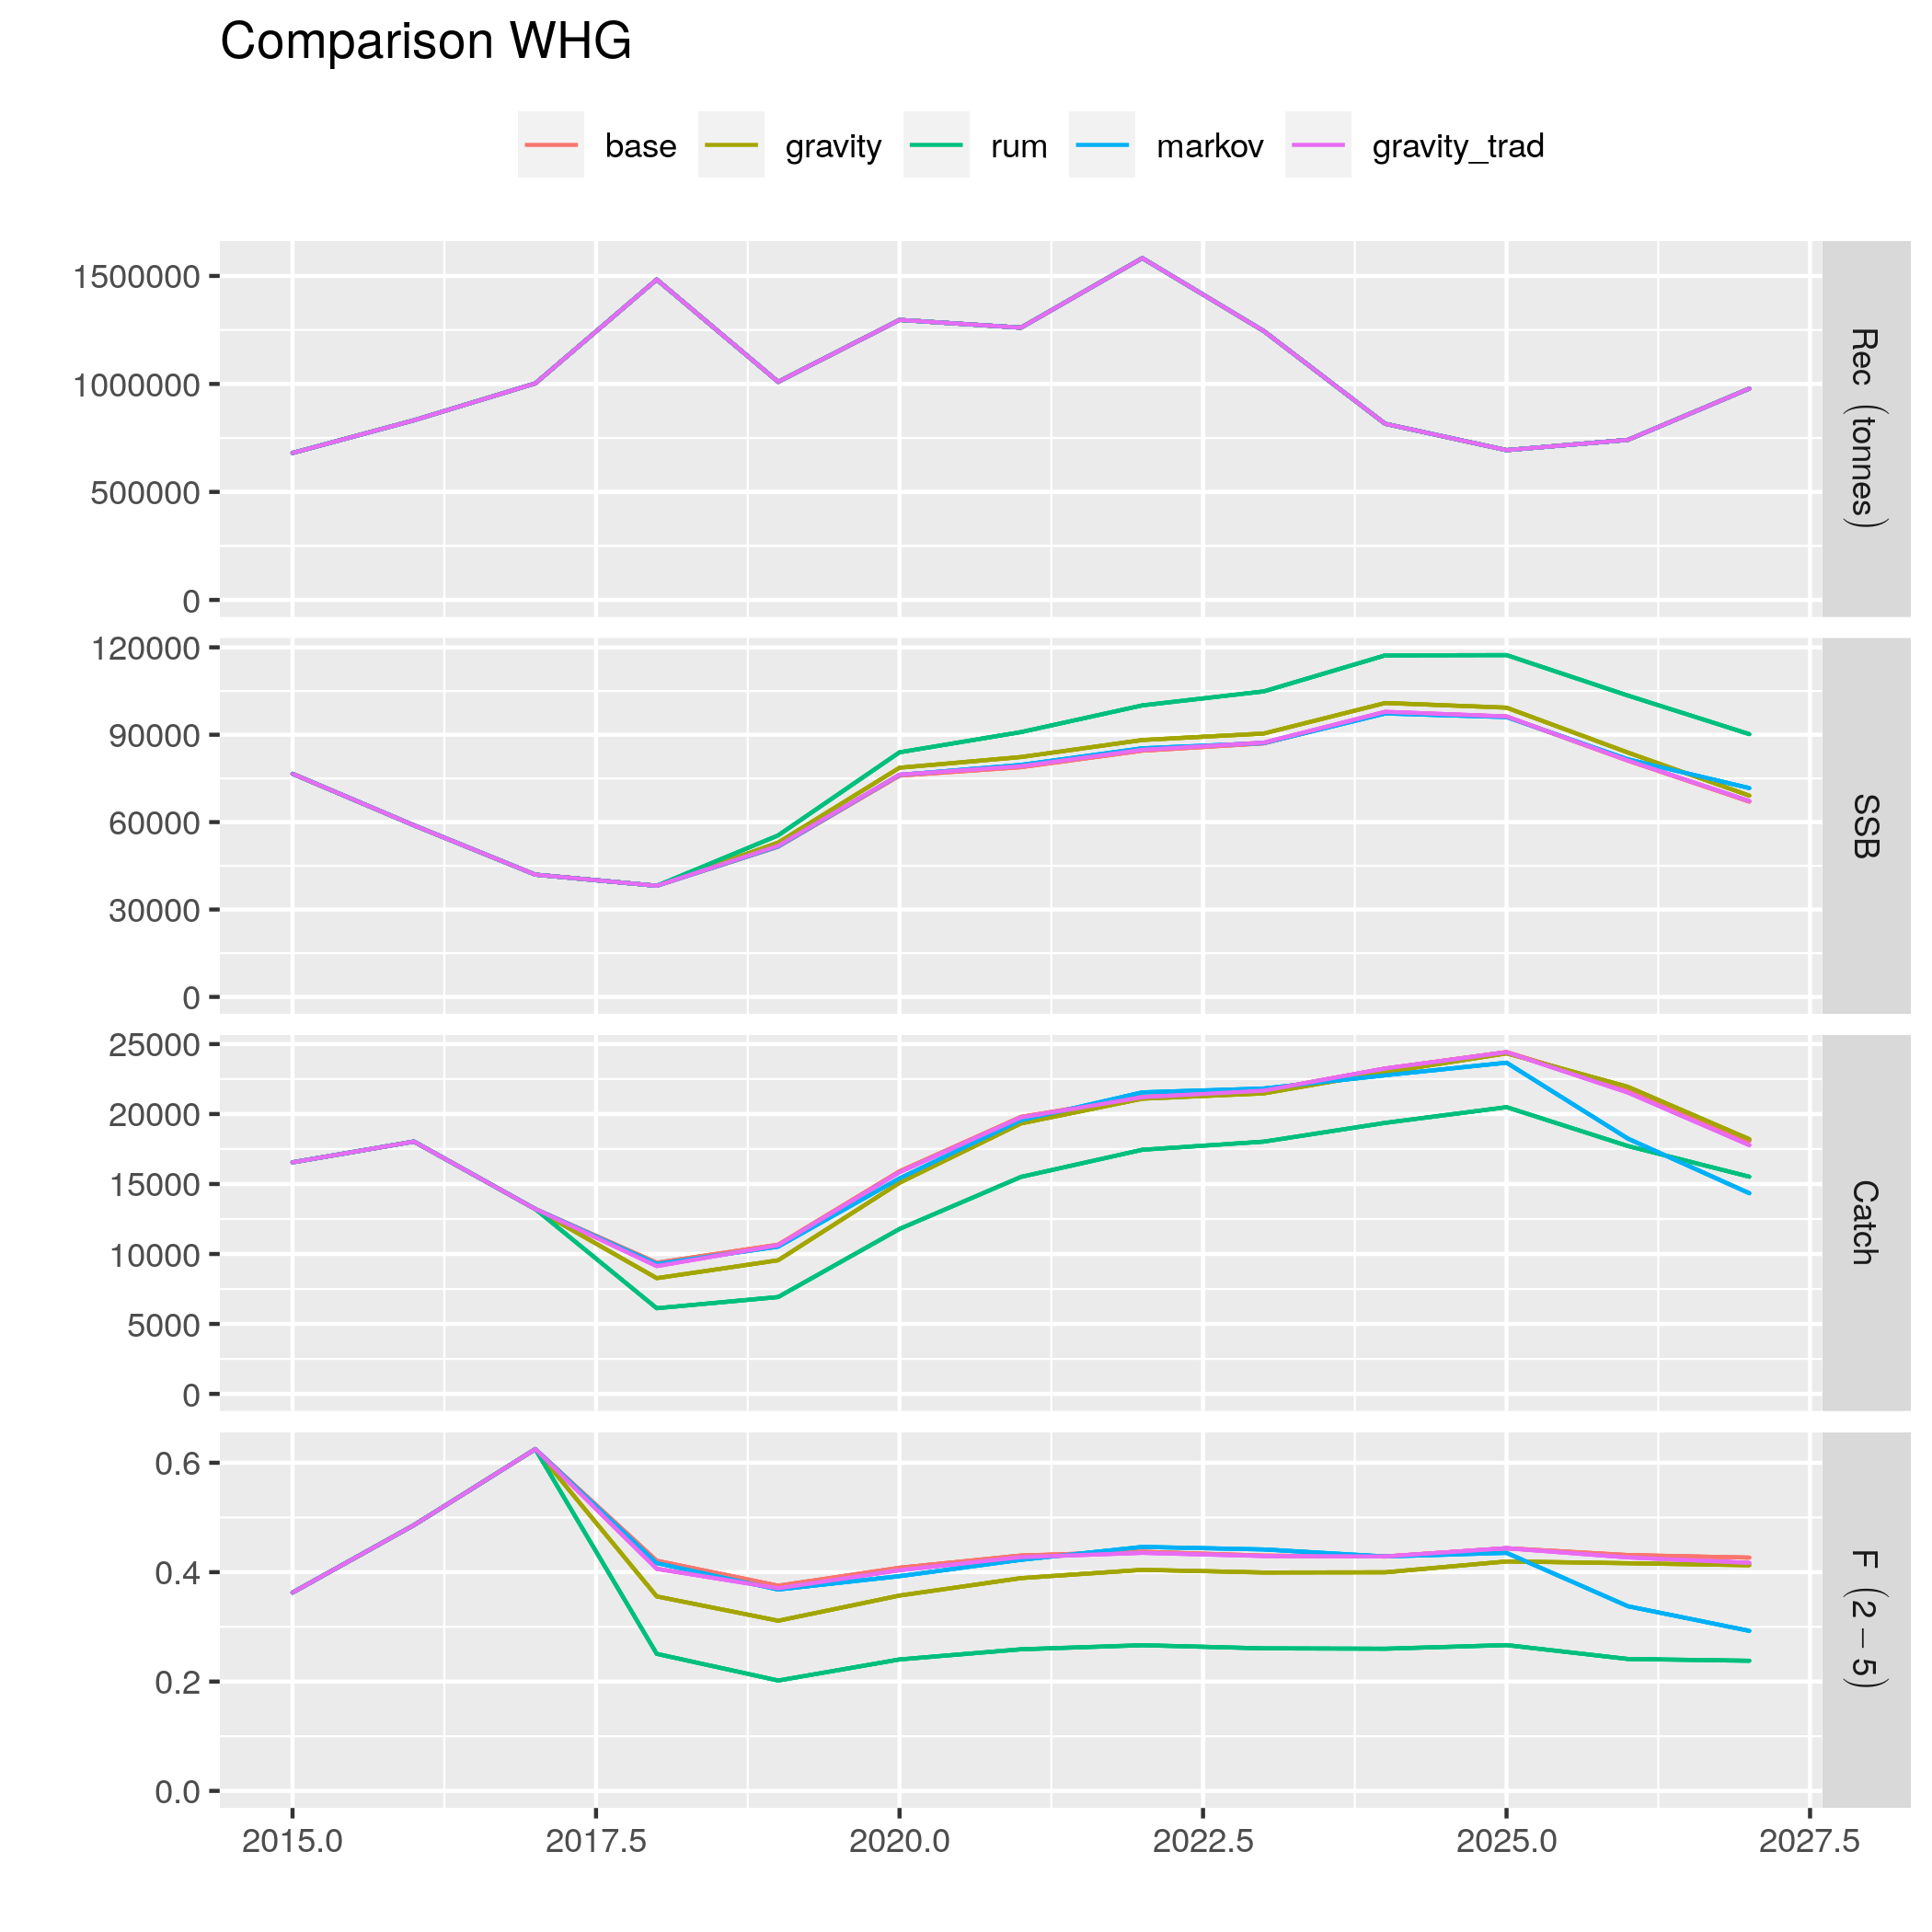 Comparison WHG
base gravity rum markov gravity_trad
1500000
1000000
500000
0
Rec (tonnes)
120000
90000
60000
30000
0
SSB
25000
20000
15000
10000
5000
0
Catch
0.6
0.4
0.2
0.0
F (2 − 5)
2015.0 2017.5 2020.0 2022.5 2025.0 2027.5